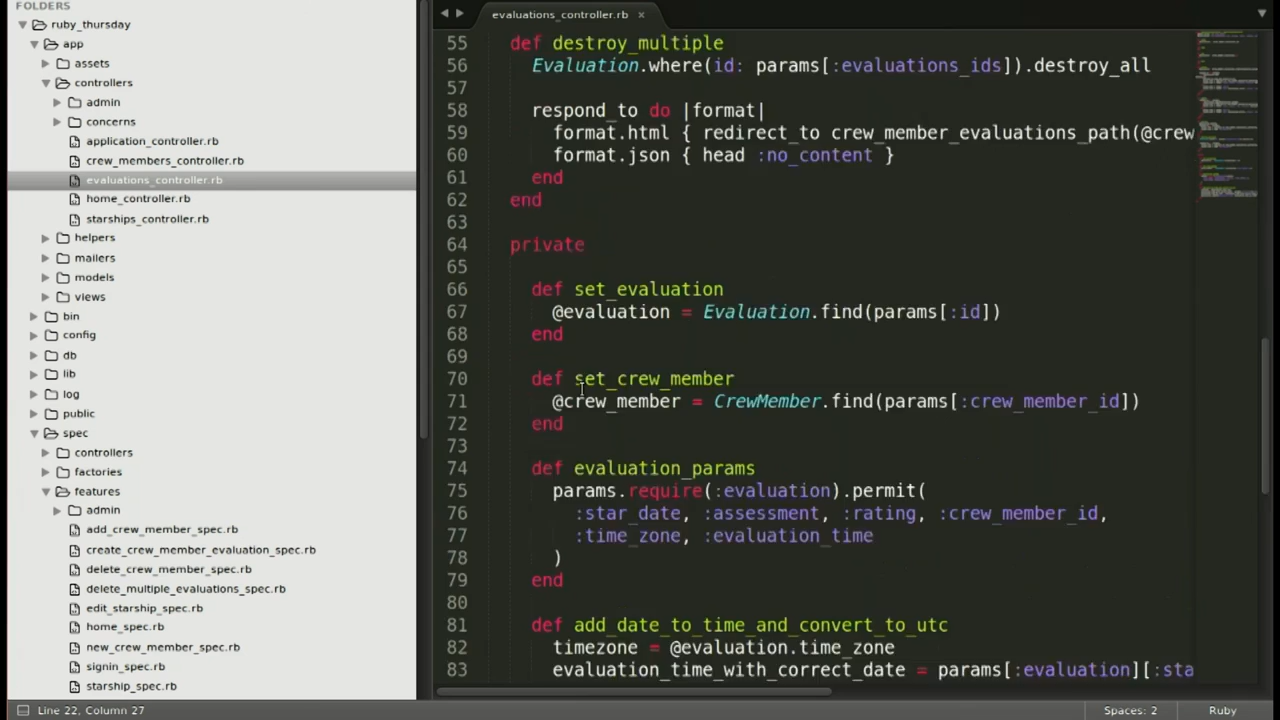 FOLDERS
ruby_thursday
app
assets
controllers
admin
concerns
application_controller.rb
crew_members_controller.rb
evaluations_controller.rb
home_controller.rb
starships_controller.rb
helpers
mailers
models
views
bin
config
db
lib
log
public
spec
controllers
factories
features
admin
add_crew_member_spec.rb
create_crew_member_evaluation_spec.rb
delete_crew_member_spec.rb
delete_multiple_evaluations_spec.rb
edit_starship_spec.rb
home_spec.rb
new_crew_member_spec.rb
signin_spec.rb
starship_spec.rb
evaluations_controller.rb ×
55 def destroy_multiple
56 Evaluation.where(id: params[:evaluations_ids]).destroy_all
57
58 respond_to do |format|
59 format.html { redirect_to crew_member_evaluations_path(@crew
60 format.json { head :no_content }
61 end
62 end
63
64 private
65
66 def set_evaluation
67 @evaluation = Evaluation.find(params[:id])
68 end
69
70 def set_crew_member
71 @crew_member = CrewMember.find(params[:crew_member_id])
72 end
73
74 def evaluation_params
75 params.require(:evaluation).permit(
76 :star_date, :assessment, :rating, :crew_member_id,
77 :time_zone, :evaluation_time
78 )
79 end
80
81 def add_date_to_time_and_convert_to_utc
82 timezone = @evaluation.time_zone
83 evaluation_time_with_correct_date = params[:evaluation][:sta
Line 22, Column 27
Spaces: 2
Ruby